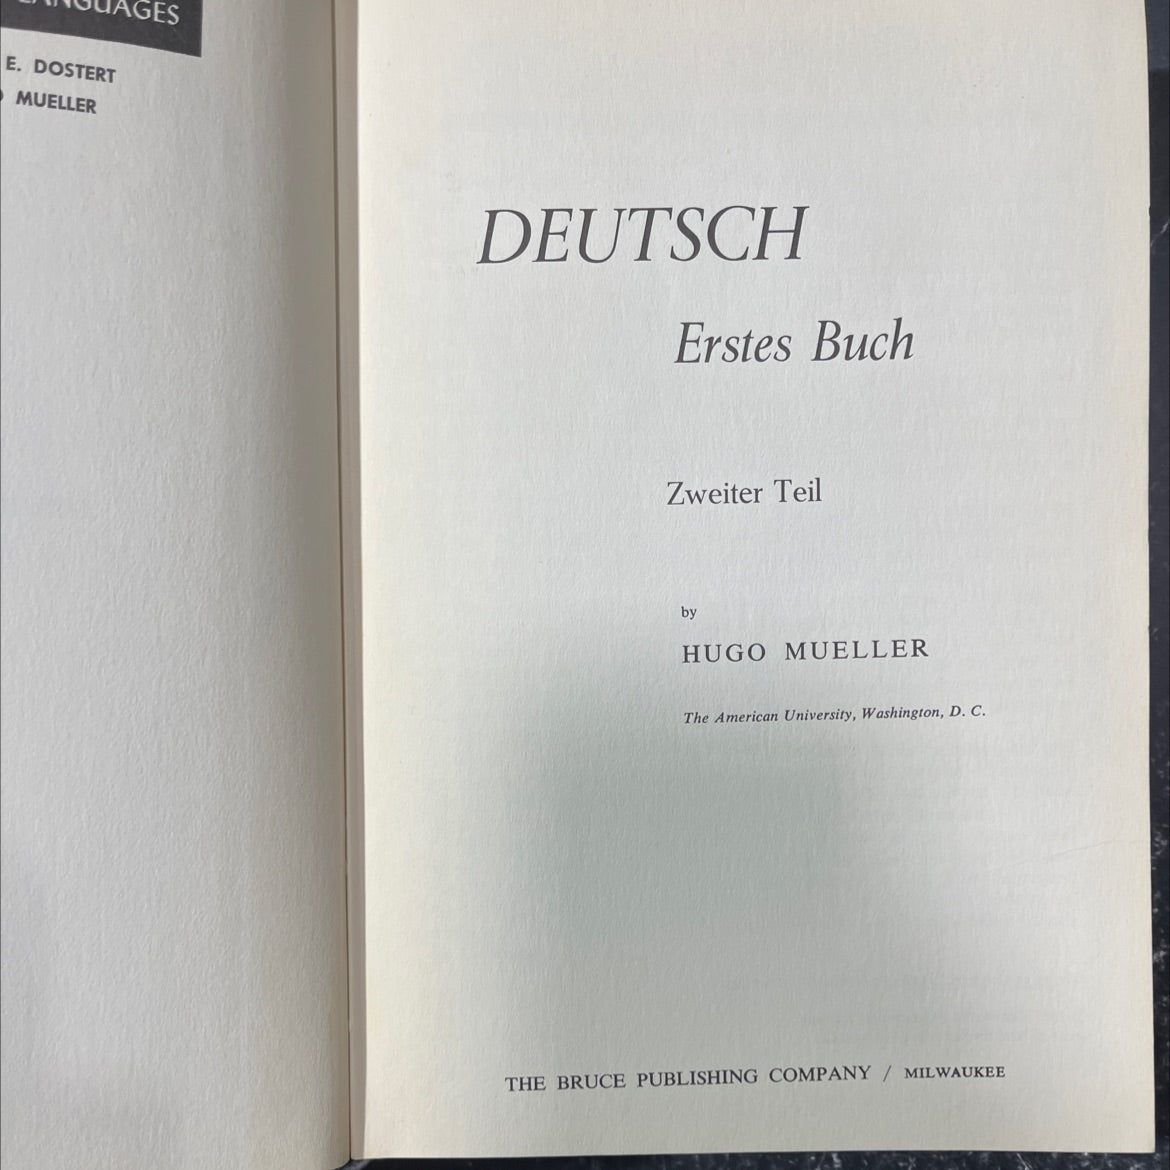 LANGUAGES
E. DOSTERT
MUELLER
DEUTSCH
Erstes Buch
Zweiter Teil
by
HUGO MUELLER
The American University, Washington, D. C.
THE BRUCE PUBLISHING COMPANY / MILWAUKEE